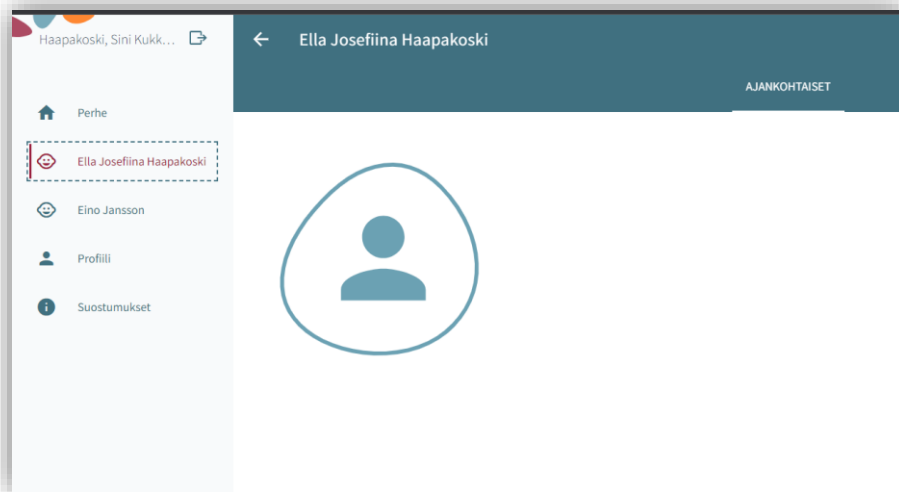 Haapakoski, Sini Kukk...
Perhe
Ella Josefiina Haapakoski
Eino Jansson
Profiili
Suostumukset
Ella Josefiina Haapakoski
AJANKOHTAISET